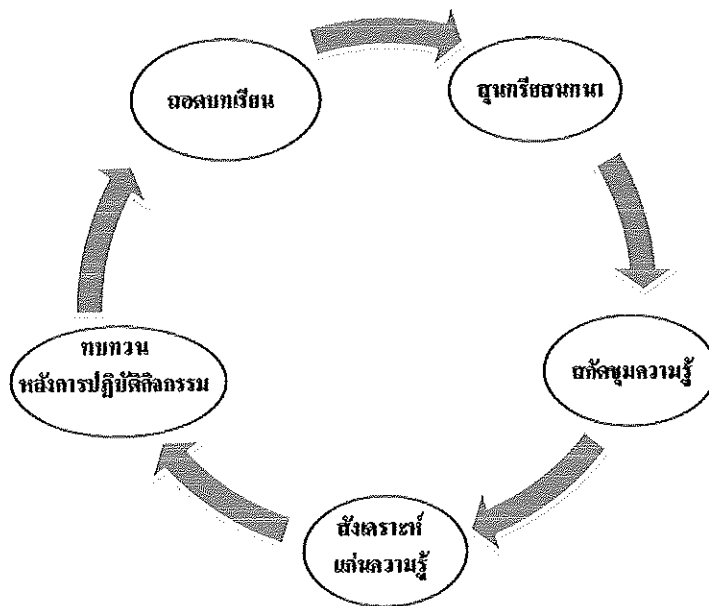 ถอดบทเรียน
สุนทรียสนทนา
สกัดขุมความรู้
สังเคราะห์
แก่นความรู้
ทบทวน
หลังการปฏิบัติกิจกรรม